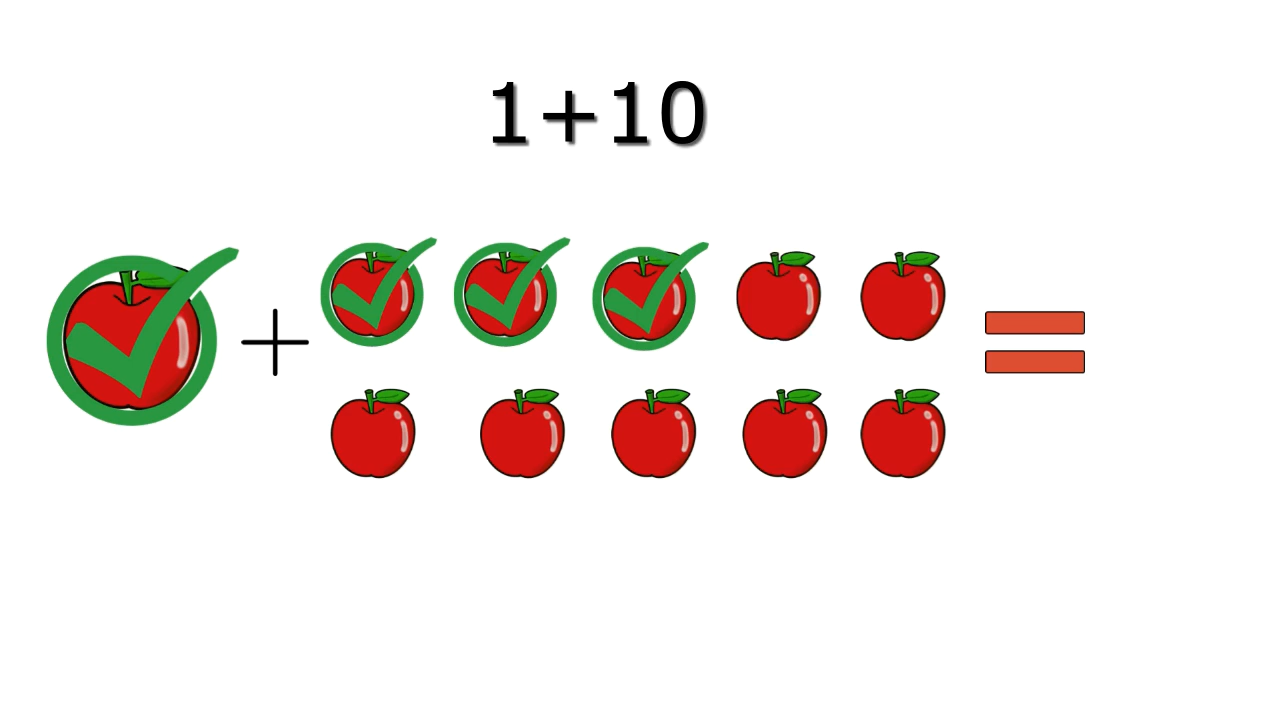 1+10
+ =